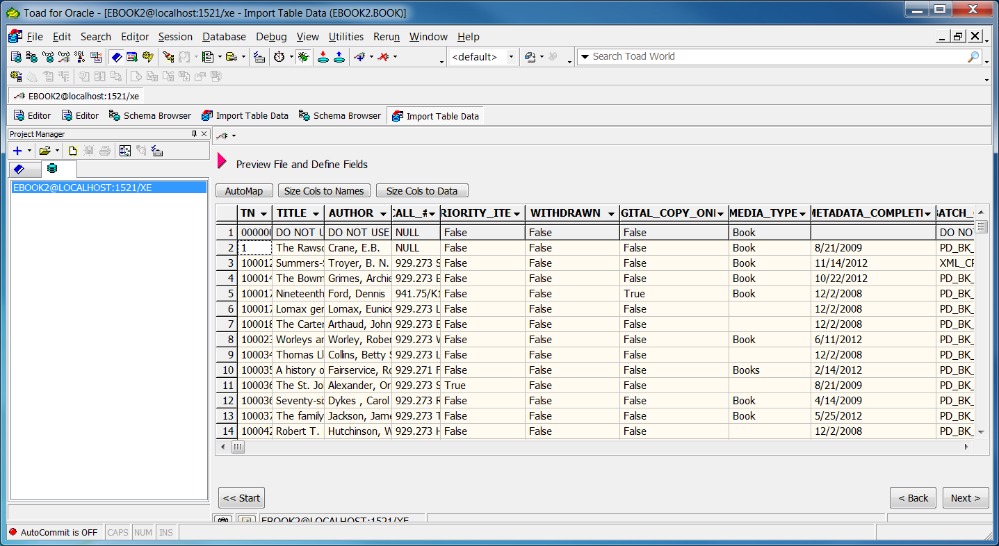 Toad for Oracle - [EBOOK2@localhost:1521/xe - Import Table Data (EBOOK2.BOOK)]
File Edit Search Editor Session Database Debug View Utilities Rerun Window Help
<default> Search Toad World
EBOOK2@localhost:1521/xe
Editor Editor Schema Browser Import Table Data Schema Browser Import Table Data
Project Manager
EBOOK2@LOCALHOST:1521/XE
Preview File and Define Fields
AutoMap Size Cols to Names Size Cols to Data
TN TITLE AUTHOR CALL_# RIORITY_ITE WITHDRAWN GITAL_COPY_ONI MEDIA_TYPE METADATA_COMPLETI BATCH_
1 000000 DO NOT U DO NOT USE NULL False False False Book DO NOT
2 1 The Rawso Crane, E.B. NULL False False False Book 8/21/2009 PD_BK_
3 100012 Summers-S Troyer, B. N. 929.273 S False False False Book 11/14/2012 XML_CR
4 100014 The Bowm Grimes, Archie 929.273 B False False False Book 10/22/2012 PD_BK_
5 100017 Nineteenth Ford, Dennis 941.75/K1 False False True Book 12/2/2008 PD_BK_
6 100017 Lomax gen Lomax, Eunice 929.273 L False False False 12/2/2008 PD_BK_
7 100018 The Carter Arthaud, John 929.273 E False False False 12/2/2008 PD_BK_
8 100023 Worleys an Worley, Rober 929.273 W False False False Book 6/11/2012 PD_BK_
9 100034 Thomas Ll Collins, Betty S 929.273 L False False False 12/2/2008 PD_BK_
10 100035 A history o Fairservice, Ro 929.271 F False False False Books 2/14/2012 PD_BK_
11 100036 The St. Jo Alexander, Or 929.273 S True False False 8/21/2009 PD_BK_
12 100036 Seventy-si Dykes , Carol 929.273 R False False False Book 4/14/2009 PD_BK_
13 100037 The family Jackson, Jame 929.273 T False False False Book 5/25/2012 PD_BK_
14 100042 Robert T. Hutchinson, W 929.273 H False False False 12/2/2008 PD_BK_
<< Start < Back Next >
EBOOK2@LOCALHOST:1521/XE
AutoCommit is OFF CAPS NUM INS